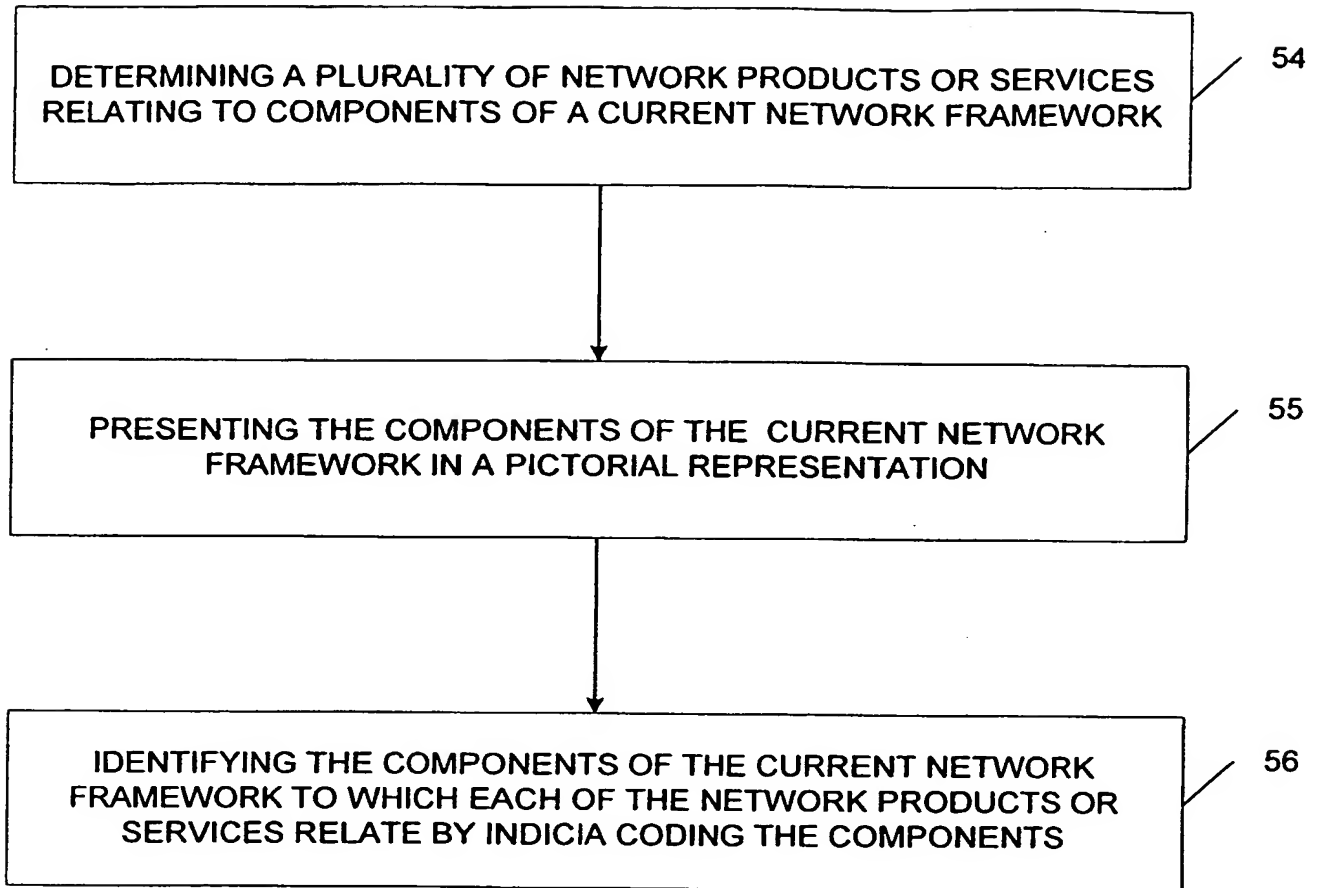 DETERMINING A PLURALITY OF NETWORK PRODUCTS OR SERVICES
RELATING TO COMPONENTS OF A CURRENT NETWORK FRAMEWORK
54
PRESENTING THE COMPONENTS OF THE CURRENT NETWORK
FRAMEWORK IN A PICTORIAL REPRESENTATION
55
IDENTIFYING THE COMPONENTS OF THE CURRENT NETWORK
FRAMEWORK TO WHICH EACH OF THE NETWORK PRODUCTS OR
SERVICES RELATE BY INDICIA CODING THE COMPONENTS
56